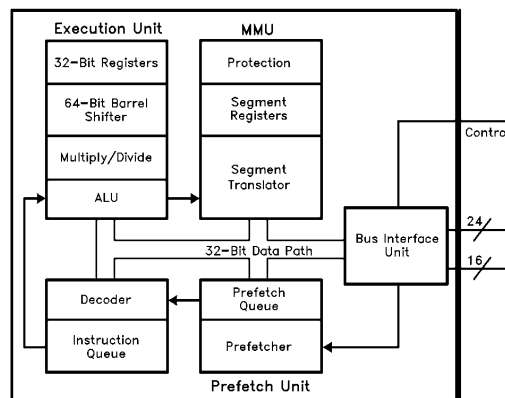 Execution Unit
MMU
32-Bit Registers
64-Bit Barrel
Shifter
Multiply/Divide
ALU
Protection
Segment
Registers
Segment
Translator
Control
24
16
Bus Interface
Unit
32-Bit Data Path
Decoder
Instruction
Queue
Prefetch
Queue
Prefetcher
Prefetch Unit